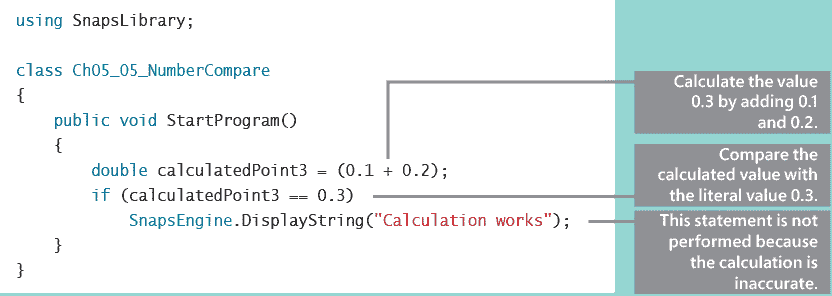 using SnapsLibrary;
class Ch05_05_NumberCompare
{
public void StartProgram()
{
double calculatedPoint3 = (0.1 + 0.2);
if (calculatedPoint3 == 0.3)
SnapsEngine.DisplayString("Calculation works");
}
}
Calculate the value
0.3 by adding 0.1
and 0.2.
Compare the
calculated value with
the literal value 0.3.
This statement is not
performed because
the calculation is
inaccurate.